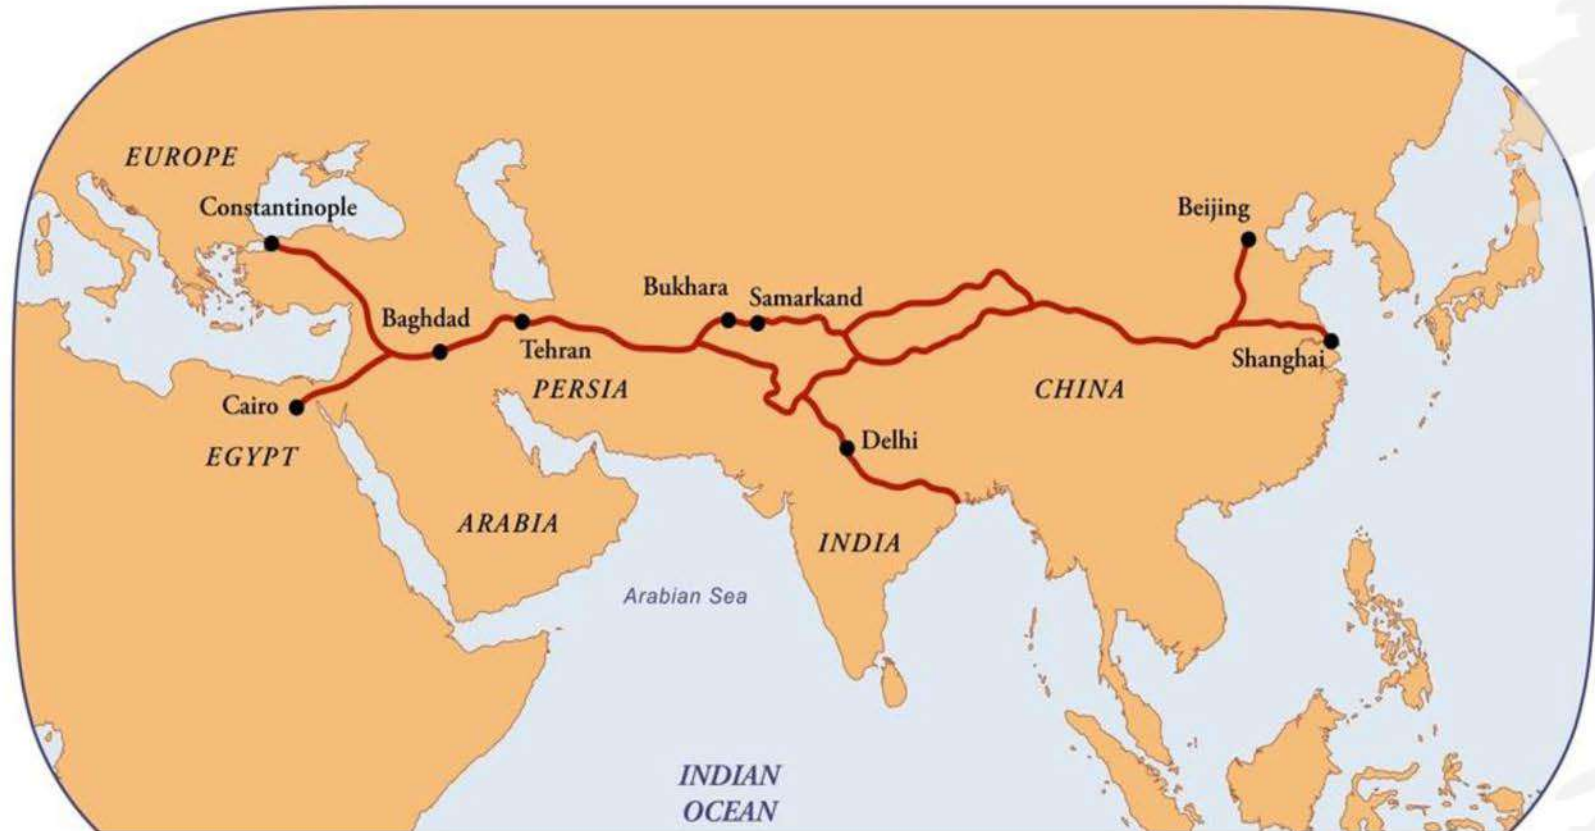 EUROPE
Constantinople
Beijing
Bukhara
Samarkand
Baghdad
Tehran
Shanghai
PERSIA
CHINA
Cairo
Delhi
EGYPT
ARABIA
INDIA
Arabian Sea
INDIAN
OCEAN